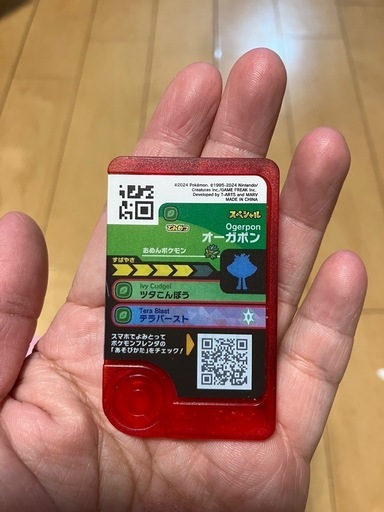 ©2024 Pokémon. ©1995-2024 Nintendo/
Creatures Inc./GAME FREAK inc.
Developed by T-ARTS and MARV
MADE IN CHINA
スペシャル
Ogerpon
オーガポン
でんせつ
おめんポケモン
すばやさ
Ivy Cudgel
ツタこんぼう
Tera Blast
テラバースト
スマホでよみとって
ポケモンフレンダの
「あそびかた」をチェック!